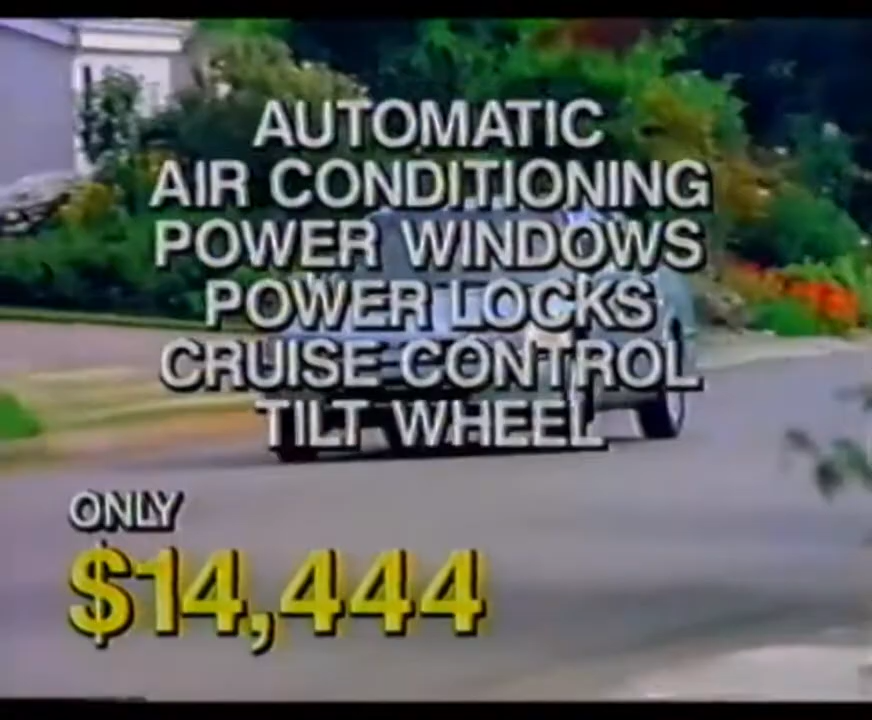 AUTOMATIC
AIR CONDITIONING
POWER WINDOWS
POWER LOCKS
CRUISE CONTROL
TILT WHEEL
ONLY
$14,444